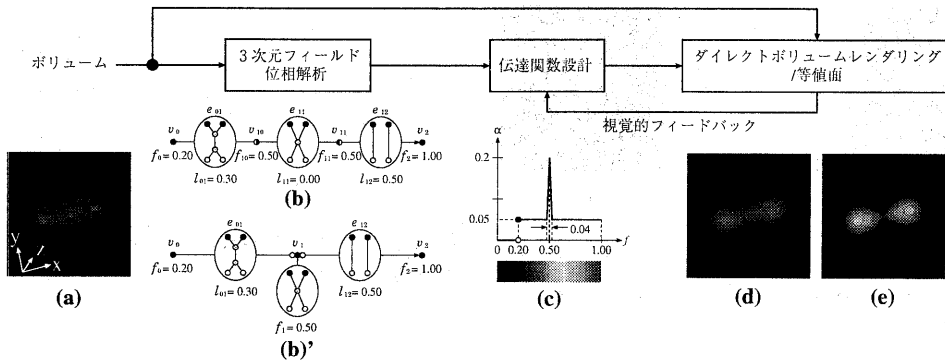 ボリューム
3次元フィールド
位相解析
伝達関数設計
ダイレクトボリュームレンダリング
/等値面
視覚的フィードバック
e₀₁ e₁₁ e₁₂
v₀ v₁₀ v₁₁ v₂
f₀=0.20 f₁₀=0.50 f₁₁=0.50 f₂=1.00
l₀₁=0.30 l₁₁=0.00 l₁₂=0.50
(b)
e₀₁ e₁₂
v₀ v₁ v₂
f₀=0.20 f₂=1.00
l₀₁=0.30 l₁₂=0.50
f₁=0.50
(b)'
y z x
(a)
α
0.2
0.05
0.04
0 0.20 0.50 1.00 f
(c)
(d)
(e)